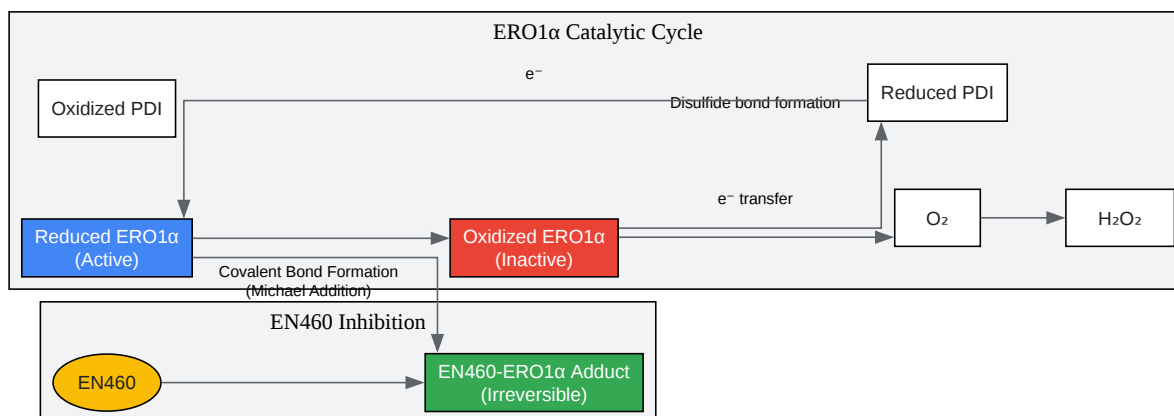 ERO1α Catalytic Cycle
e⁻
Oxidized PDI
Disulfide bond formation
Reduced PDI
e⁻ transfer
Reduced ERO1α
(Active)
Oxidized ERO1α
(Inactive)
O₂
H₂O₂
Covalent Bond Formation
(Michael Addition)
EN460 Inhibition
EN460
EN460-ERO1α Adduct
(Irreversible)